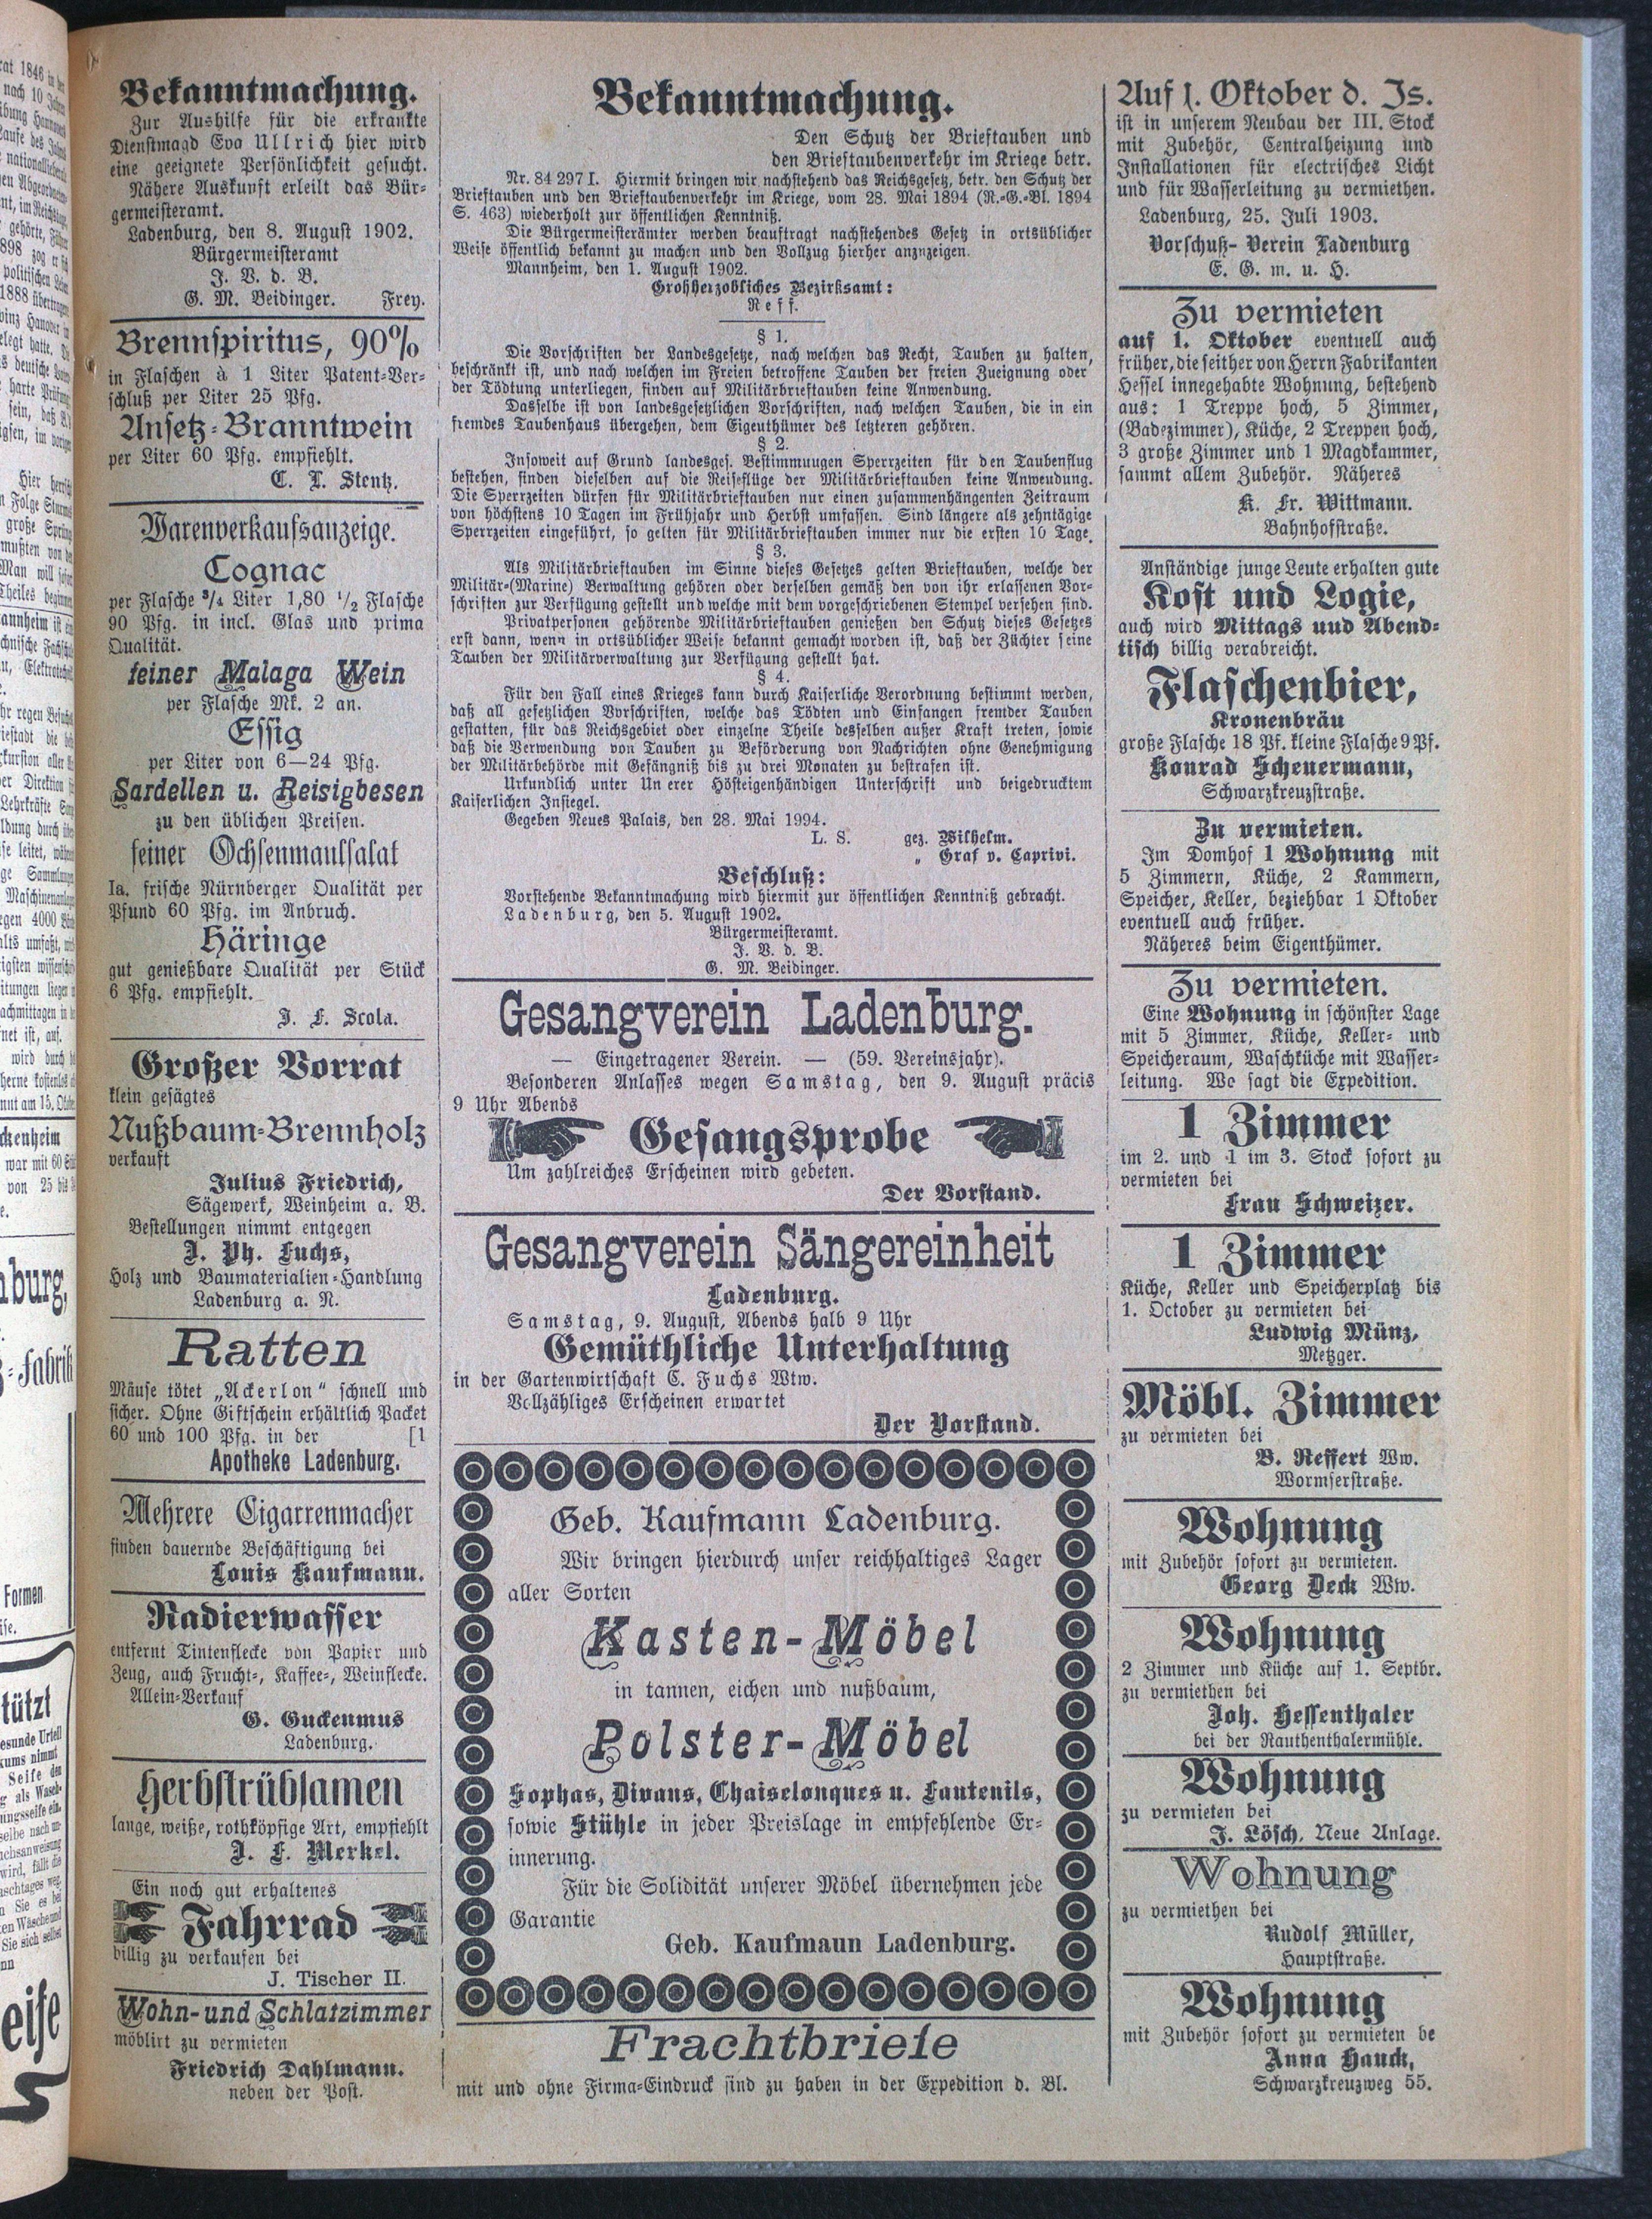 Bekanntmachung.
Zur Aushilfe für die erkrankte
Dienstmagd Eva Ullrich hier wird
eine geeignete Persönlichkeit gesucht.
Nähere Auskunft erteilt das Bür-
germeisteramt.
Ladenburg, den 8. August 1902.
Bürgermeisteramt
J. V. d. B.
G. M. Beidinger. Frey.
Brennspiritus, 90%
in Flaschen à 1 Liter Patent-Ver-
schluß per Liter 25 Pfg.
Ansetz-Branntwein
per Liter 60 Pfg. empfiehlt.
C. L. Stentz.
Warenverkaufsanzeige.
Cognac
per Flasche 3/4 Liter 1,80 1/2 Flasche
90 Pfg. in incl. Glas und prima
Qualität.
feiner Malaga Wein
per Flasche Mk. 2 an.
Essig
per Liter von 6—24 Pfg.
Sardellen u. Reisigbesen
zu den üblichen Preisen.
feiner Ochsenmaulsalat
Ia. frische Nürnberger Qualität per
Pfund 60 Pfg. im Anbruch.
Häringe
gut genießbare Qualität per Stück
6 Pfg. empfiehlt.
J. F. Scola.
Großer Vorrat
klein gesägtes
Nußbaum-Brennholz
verkauft
Julius Friedrich,
Sägewerk, Weinheim a. B.
Bestellungen nimmt entgegen
J. Ph. Fuchs,
Holz und Baumaterialien-Handlung
Ladenburg a. N.
Ratten
Mäuse tötet „Ackerlon“ schnell und
sicher. Ohne Giftschein erhältlich Packet
60 und 100 Pfg. in der [1
Apotheke Ladenburg.
Mehrere Cigarrenmacher
finden dauernde Beschäftigung bei
Louis Kaufmann.
Radierwasser
entfernt Tintenflecke von Papier und
Zeug, auch Frucht-, Kaffee-, Weinflecke.
Allein-Verkauf
G. Guckenmus
Ladenburg.
Herbstrübsamen
lange, weiße, rothköpfige Art, empfiehlt
J. F. Merkel.
Ein noch gut erhaltenes
Fahrrad
billig zu verkaufen bei
J. Tischer II.
Wohn-und Schlafzimmer
möblirt zu vermieten
Friedrich Dahlmann.
neben der Post.
Bekanntmachung.
Den Schutz der Brieftauben und
den Brieftaubenverkehr im Kriege betr.
Nr. 84 297 I. Hiermit bringen wir nachstehend das Reichsgesetz, betr. den Schutz der
Brieftauben und den Brieftaubenverkehr im Kriege, vom 28. Mai 1894 (R.-G.-Bl. 1894
S. 463) wiederholt zur öffentlichen Kenntniß.
Die Bürgermeisterämter werden beauftragt nachstehendes Gesetz in ortsüblicher
Weise öffentlich bekannt zu machen und den Vollzug hierher anzuzeigen.
Mannheim, den 1. August 1902.
Großherzogliches Bezirksamt:
Neff.
§ 1.
Die Vorschriften der Landesgesetze, nach welchen das Recht, Tauben zu halten,
beschränkt ist, und nach welchen im Freien betroffene Tauben der freien Zueignung oder
der Tödtung unterliegen, finden auf Militärbrieftauben keine Anwendung.
Dasselbe ist von landesgesetzlichen Vorschriften, nach welchen Tauben, die in ein
fremdes Taubenhaus übergehen, dem Eigenthümer des letzteren gehören.
§ 2.
Insoweit auf Grund landesges. Bestimmuugen Sperrzeiten für den Taubenflug
bestehen, finden dieselben auf die Reiseflüge der Militärbrieftauben keine Anwendung.
Die Sperrzeiten dürfen für Militärbrieftauben nur einen zusammenhängenten Zeitraum
von höchstens 10 Tagen im Frühjahr und Herbst umfassen. Sind längere als zehntägige
Sperrzeiten eingeführt, so gelten für Militärbrieftauben immer nur die ersten 10 Tage.
§ 3.
Als Militärbrieftauben im Sinne dieses Gesetzes gelten Brieftauben, welche der
Militär-(Marine) Verwaltung gehören oder derselben gemäß den von ihr erlassenen Vor-
schriften zur Verfügung gestellt und welche mit dem vorgeschriebenen Stempel versehen sind.
Privatpersonen gehörende Militärbrieftauben genießen den Schutz dieses Gesetzes
erst dann, wenn in ortsüblicher Weise bekannt gemacht worden ist, daß der Züchter seine
Tauben der Militärverwaltung zur Verfügung gestellt hat.
§ 4.
Für den Fall eines Krieges kann durch Kaiserliche Verordnung bestimmt werden,
daß all gesetzlichen Vorschriften, welche das Tödten und Einfangen fremder Tauben
gestatten, für das Reichsgebiet oder einzelne Theile desselben außer Kraft treten, sowie
daß die Verwendung von Tauben zu Beförderung von Nachrichten ohne Genehmigung
der Militärbehörde mit Gefängniß bis zu drei Monaten zu bestrafen ist.
Urkundlich unter Un erer Höchsteigenhändigen Unterschrift und beigedrucktem
Kaiserlichen Insiegel.
Gegeben Neues Palais, den 28. Mai 1994.
L. S. gez. Wilhelm.
„ Graf v. Caprivi.
Beschluß:
Vorstehende Bekanntmachung wird hiermit zur öffentlichen Kenntniß gebracht.
Ladenburg, den 5. August 1902.
Bürgermeisteramt.
J. V. d. B.
G. M. Beidinger.
Gesangverein Ladenburg.
— Eingetragener Verein. — (59. Vereinsjahr).
Besonderen Anlasses wegen Samstag, den 9. August präcis
9 Uhr Abends
Gesangsprobe
Um zahlreiches Erscheinen wird gebeten.
Der Vorstand.
Gesangverein Sängereinheit
Ladenburg.
Samstag, 9. August, Abends halb 9 Uhr
Gemüthliche Unterhaltung
in der Gartenwirtschaft C. Fuchs Wtw.
Vollzähliges Erscheinen erwartet
Der Vorstand.
Geb. Kaufmann Ladenburg.
Wir bringen hierdurch unser reichhaltiges Lager
aller Sorten
Kasten-Möbel
in tannen, eichen und nußbaum,
Polster-Möbel
Sophas, Divans, Chaiselonques u. Fautenils,
sowie Stühle in jeder Preislage in empfehlende Er-
innerung.
Für die Solidität unserer Möbel übernehmen jede
Garantie
Geb. Kaufmaun Ladenburg.
Frachtbriefe
mit und ohne Firma-Eindruck sind zu haben in der Expedition d. Bl.
Auf 1. Oktober d. Js.
ist in unserem Neubau der III. Stock
mit Zubehör, Centralheizung und
Installationen für electrisches Licht
und für Wasserleitung zu vermiethen.
Ladenburg, 25. Juli 1903.
Vorschuß- Verein Ladenburg
E. G. m. u. H.
Zu vermieten
auf 1. Oktober eventuell auch
früher, die seither von Herrn Fabrikanten
Hessel innegehabte Wohnung, bestehend
aus: 1 Treppe hoch, 5 Zimmer,
(Badezimmer), Küche, 2 Treppen hoch,
3 große Zimmer und 1 Magdkammer,
sammt allem Zubehör. Näheres
K. Fr. Wittmann.
Bahnhofstraße.
Anständige junge Leute erhalten gute
Kost und Logie,
auch wird Mittags und Abend-
tisch billig verabreicht.
Flaschenbier,
Kronenbräu
große Flasche 18 Pf. kleine Flasche 9 Pf.
Konrad Scheuermann,
Schwarzkreuzstraße.
Zu vermieten.
Im Domhof 1 Wohnung mit
5 Zimmern, Küche, 2 Kammern,
Speicher, Keller, beziehbar 1 Oktober
eventuell auch früher.
Näheres beim Eigenthümer.
Zu vermieten.
Eine Wohnung in schönster Lage
mit 5 Zimmer, Küche, Keller- und
Speicheraum, Waschküche mit Wasser-
leitung. Wo sagt die Expedition.
1 Zimmer
im 2. und 1 im 3. Stock sofort zu
vermieten bei
Frau Schweizer.
1 Zimmer
Küche, Keller und Speicherplatz bis
1. October zu vermieten bei
Ludwig Münz,
Metzger.
Möbl. Zimmer
zu vermieten bei
B. Reffert Ww.
Wormserstraße.
Wohnung
mit Zubehör sofort zu vermieten.
Georg Deck Ww.
Wohnung
2 Zimmer und Küche auf 1. Septbr.
zu vermiethen bei
Joh. Hessenthaler
bei der Rauthenthalermühle.
Wohnung
zu vermieten bei
J. Lösch, Neue Anlage.
Wohnung
zu vermiethen bei
Rudolf Müller,
Hauptstraße.
Wohnung
mit Zubehör sofort zu vermieten be
Anna Hauck,
Schwarzkreuzweg 55.